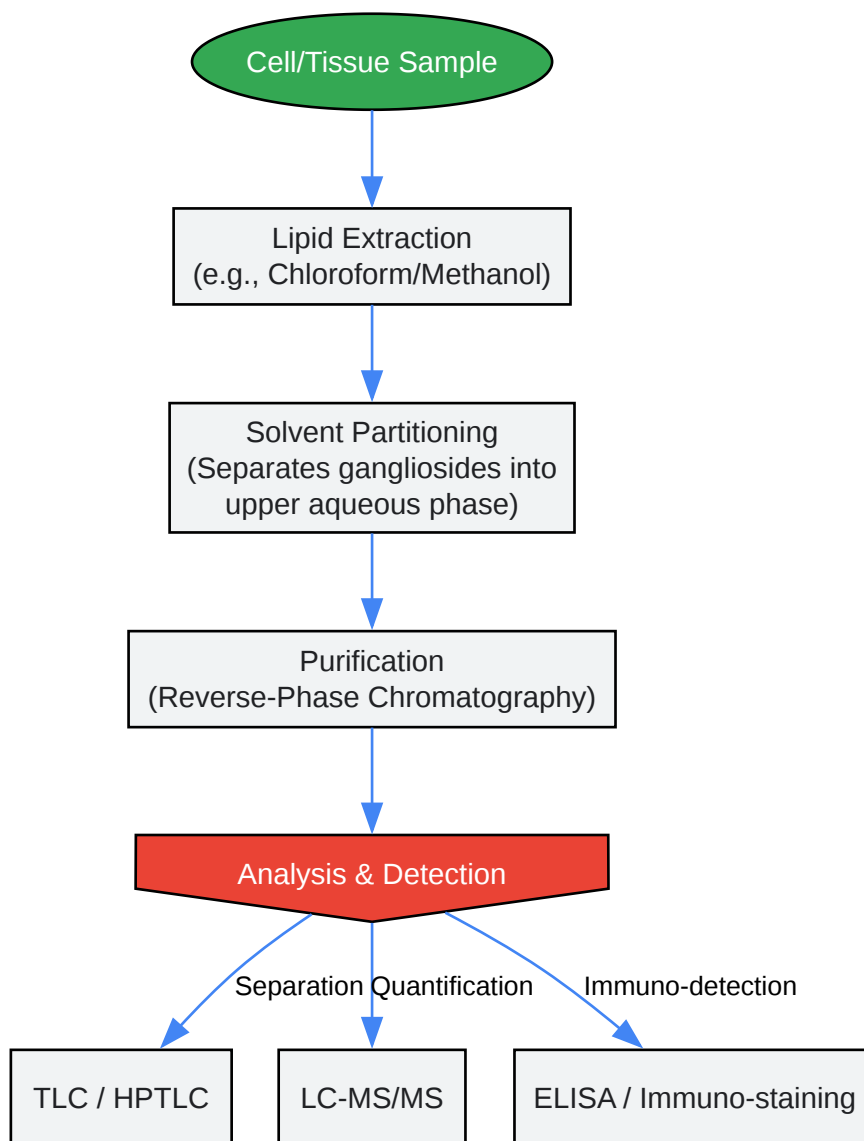 Cell/Tissue Sample
Lipid Extraction
(e.g., Chloroform/Methanol)
Solvent Partitioning
(Separates gangliosides into
upper aqueous phase)
Purification
(Reverse-Phase Chromatography)
Analysis & Detection
Separation
Quantification
Immuno-detection
TLC / HPTLC
LC-MS/MS
ELISA / Immuno-staining